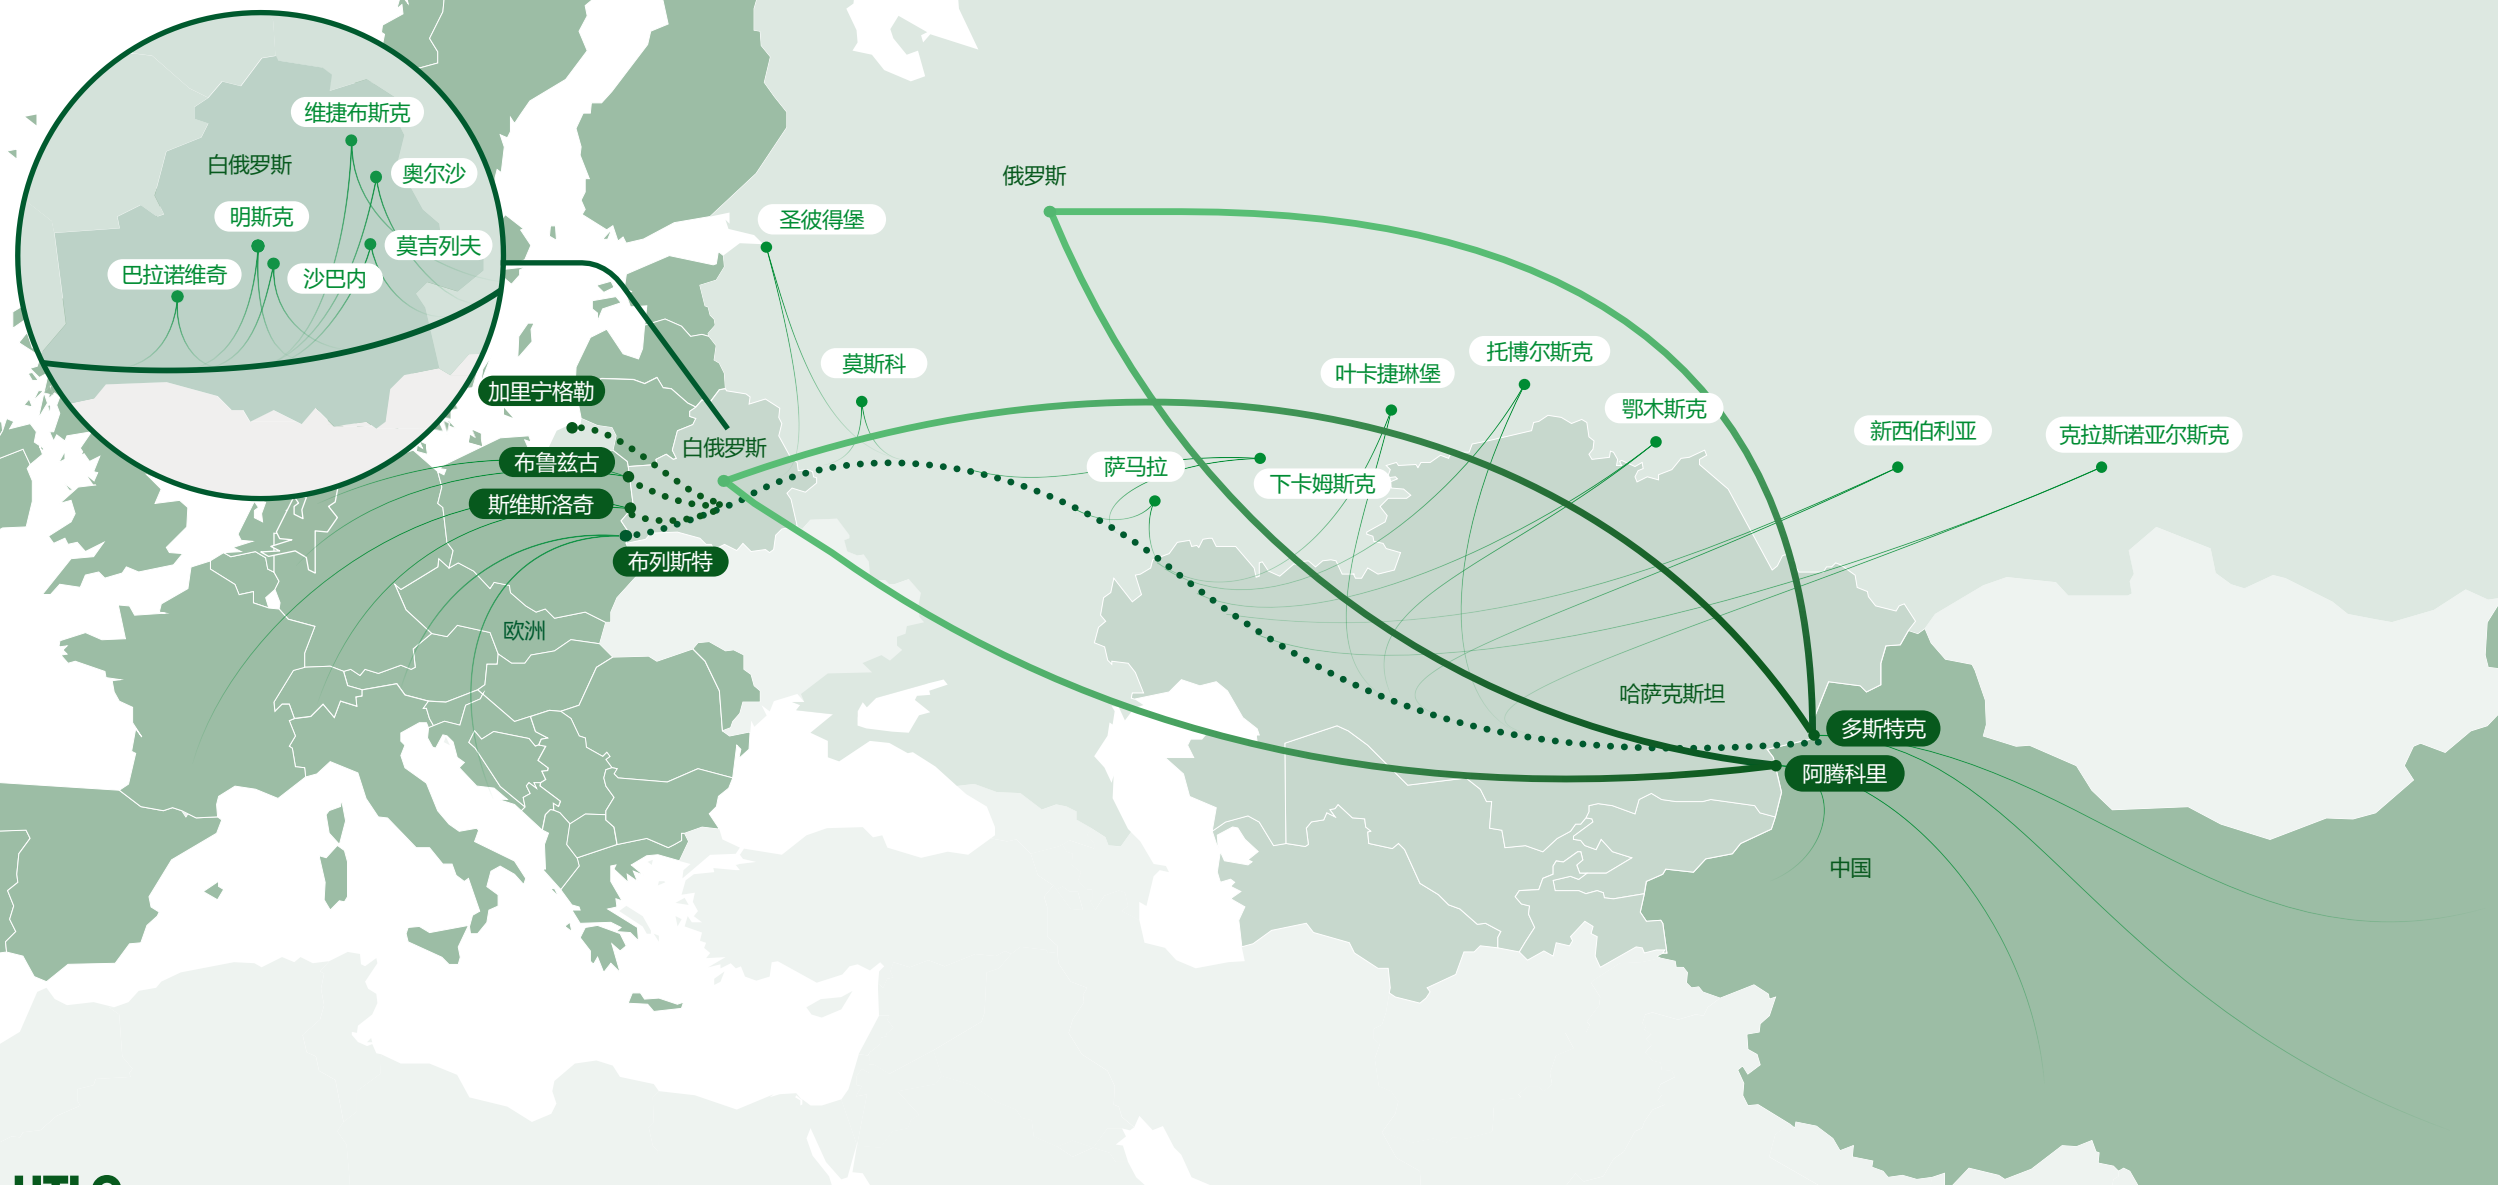 维捷布斯克
白俄罗斯
奥尔沙
明斯克
莫吉列夫
巴拉诺维奇
沙巴内
俄罗斯
圣彼得堡
莫斯科
加里宁格勒
白俄罗斯
布鲁兹古
斯维斯洛奇
布列斯特
欧洲
萨马拉
下卡姆斯克
叶卡捷琳堡
托博尔斯克
鄂木斯克
新西伯利亚
克拉斯诺亚尔斯克
哈萨克斯坦
多斯特克
阿腾科里
中国